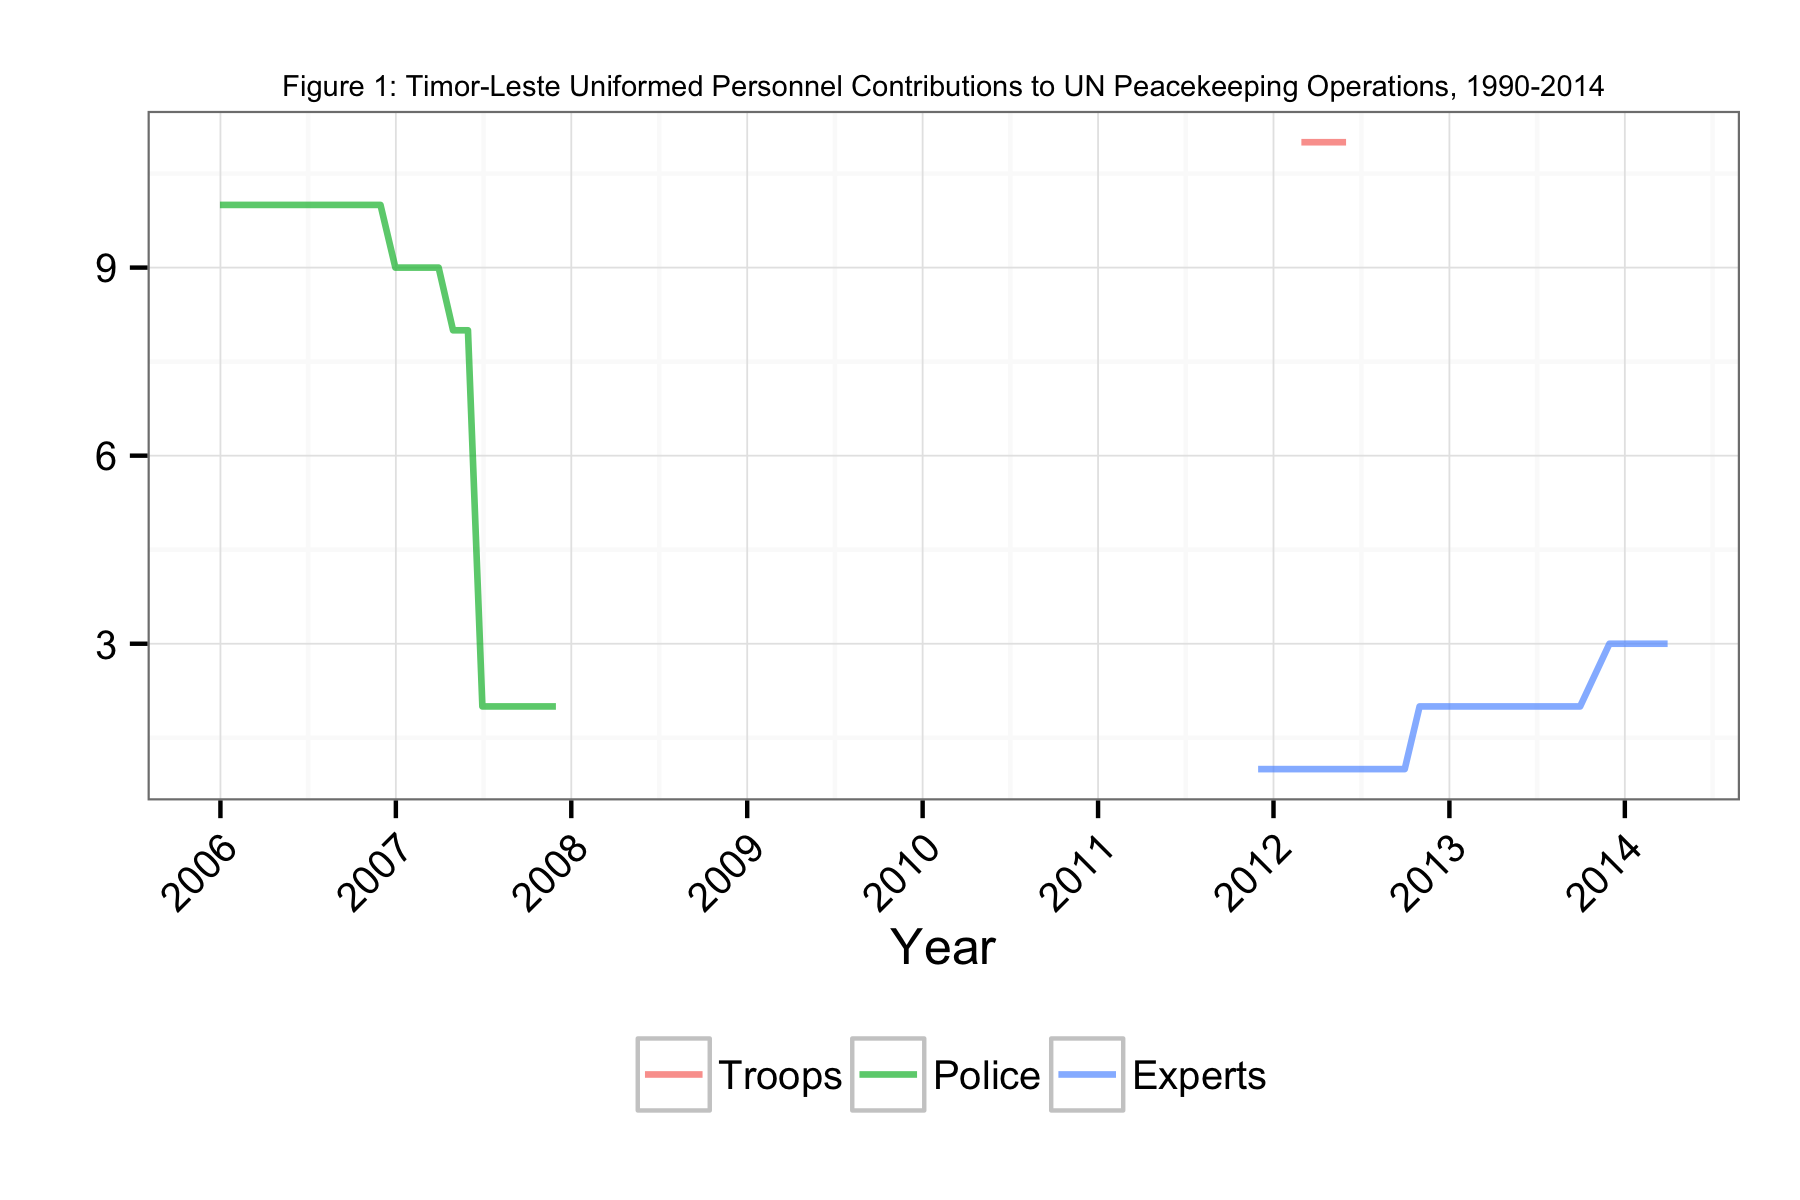 Figure 1: Timor-Leste Uniformed Personnel Contributions to UN Peacekeeping Operations, 1990-2014
9
6
3
2006 2007 2008 2009 2010 2011 2012 2013 2014
Year
Troops Police Experts